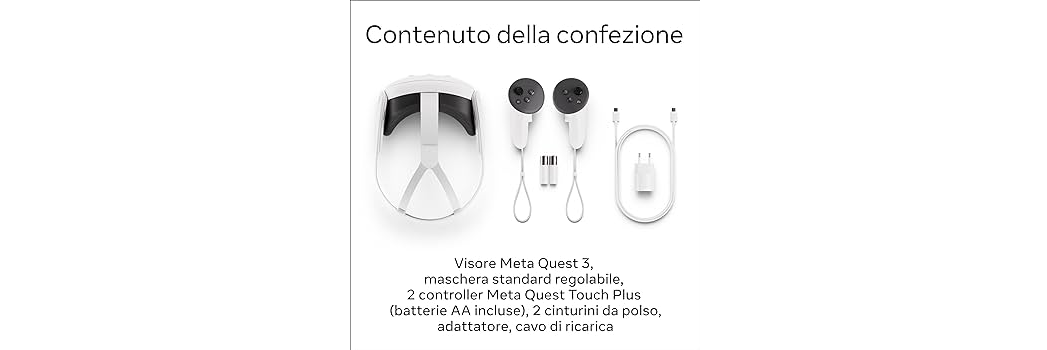 Contenuto della confezione
Visore Meta Quest 3,
maschera standard regolabile,
2 controller Meta Quest Touch Plus
(batterie AA incluse), 2 cinturini da polso,
adattatore, cavo di ricarica